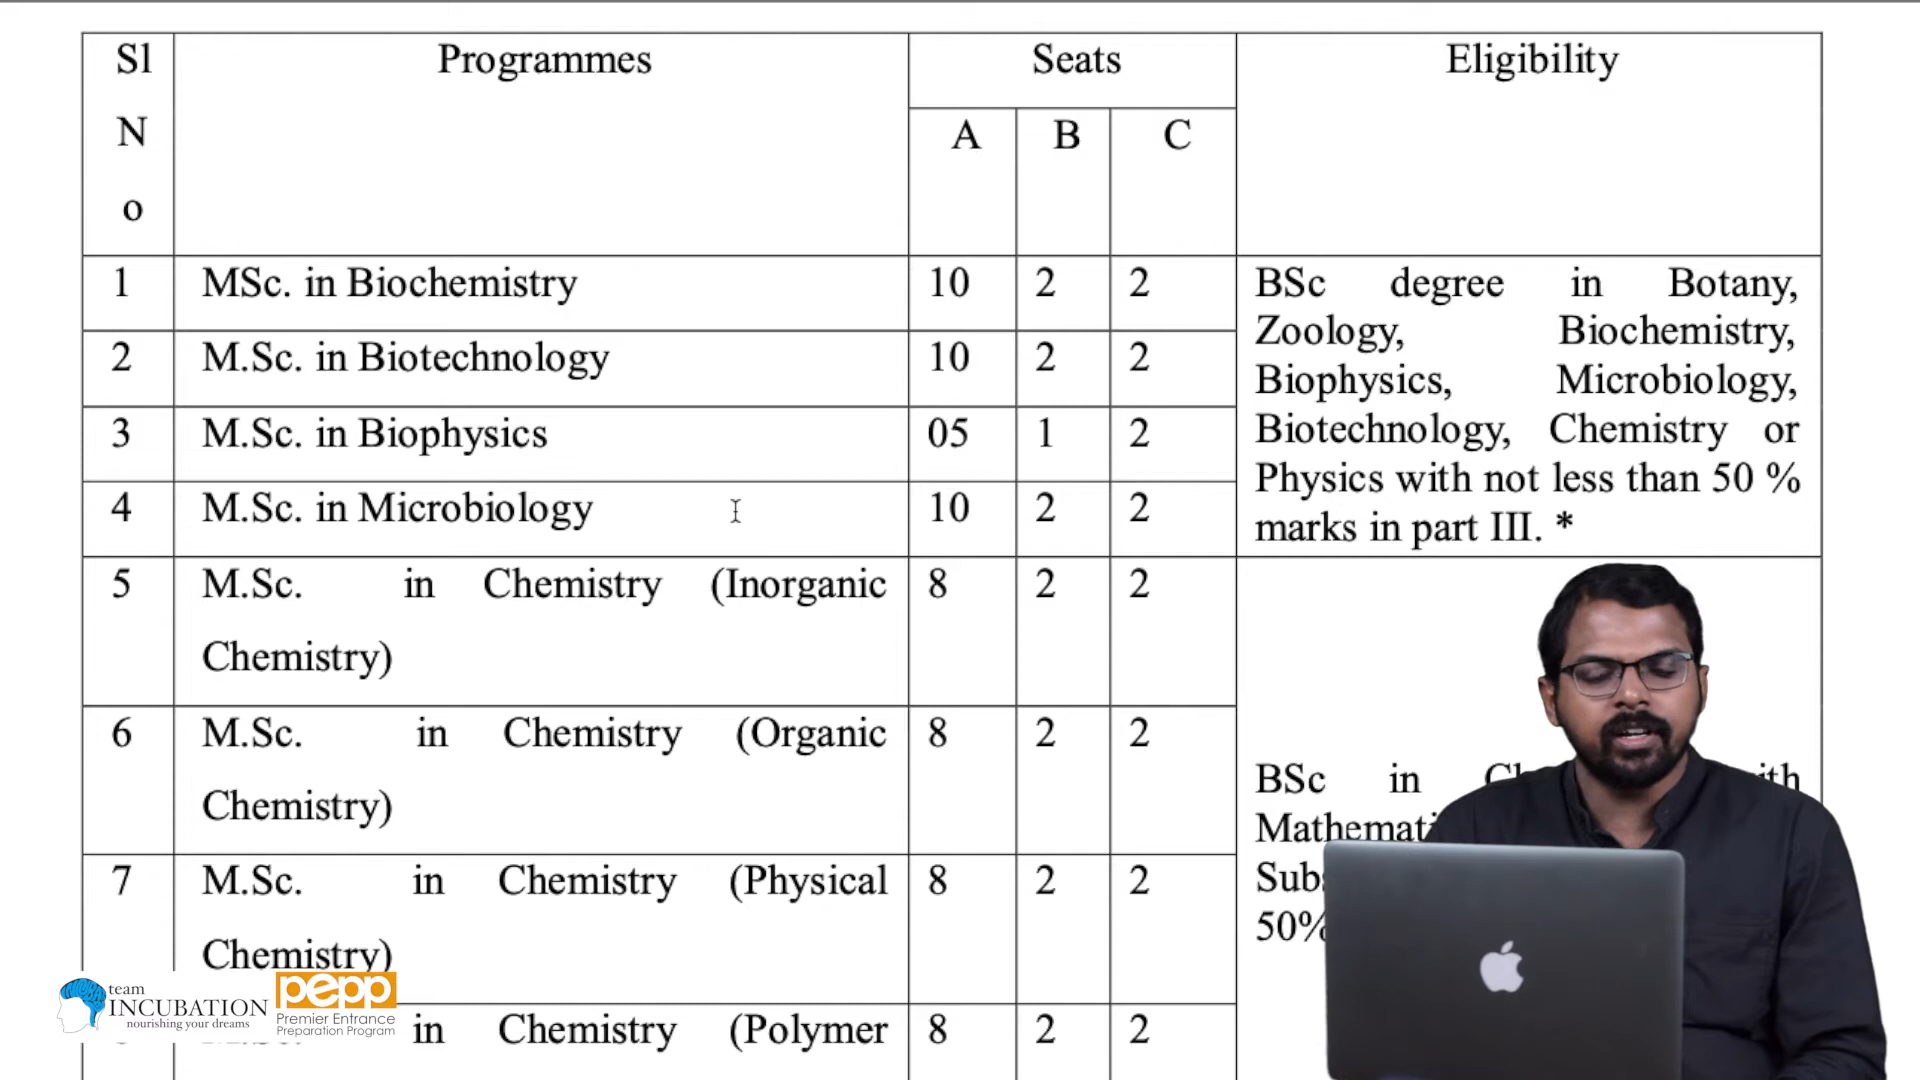 Sl
N
o
Programmes
Seats
Eligibility
A
B
C
1
MSc. in Biochemistry
10
2
2
BSc degree in Botany,
Zoology, Biochemistry,
Biophysics, Microbiology,
Biotechnology, Chemistry or
Physics with not less than 50 %
marks in part III. *
2
M.Sc. in Biotechnology
10
2
2
3
M.Sc. in Biophysics
05
1
2
4
M.Sc. in Microbiology
10
2
2
5
M.Sc. in Chemistry (Inorganic
Chemistry)
8
2
2
6
M.Sc. in Chemistry (Organic
Chemistry)
8
2
2
BSc in
50%
7
M.Sc. in Chemistry (Physical
Chemistry)
8
2
2
in Chemistry (Polymer
8
2
2
team
INCUBATION
nourishing your dreams
pepp
Premier Entrance
Preparation Program